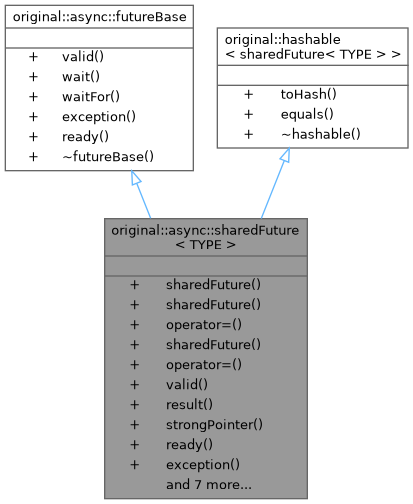 original::async::futureBase
+ valid()
+ wait()
+ waitFor()
+ exception()
+ ready()
+ ~futureBase()
original::hashable
< sharedFuture< TYPE > >
+ toHash()
+ equals()
+ ~hashable()
original::async::sharedFuture
< TYPE >
+ sharedFuture()
+ sharedFuture()
+ operator=()
+ sharedFuture()
+ operator=()
+ valid()
+ result()
+ strongPointer()
+ ready()
+ exception()
and 7 more...